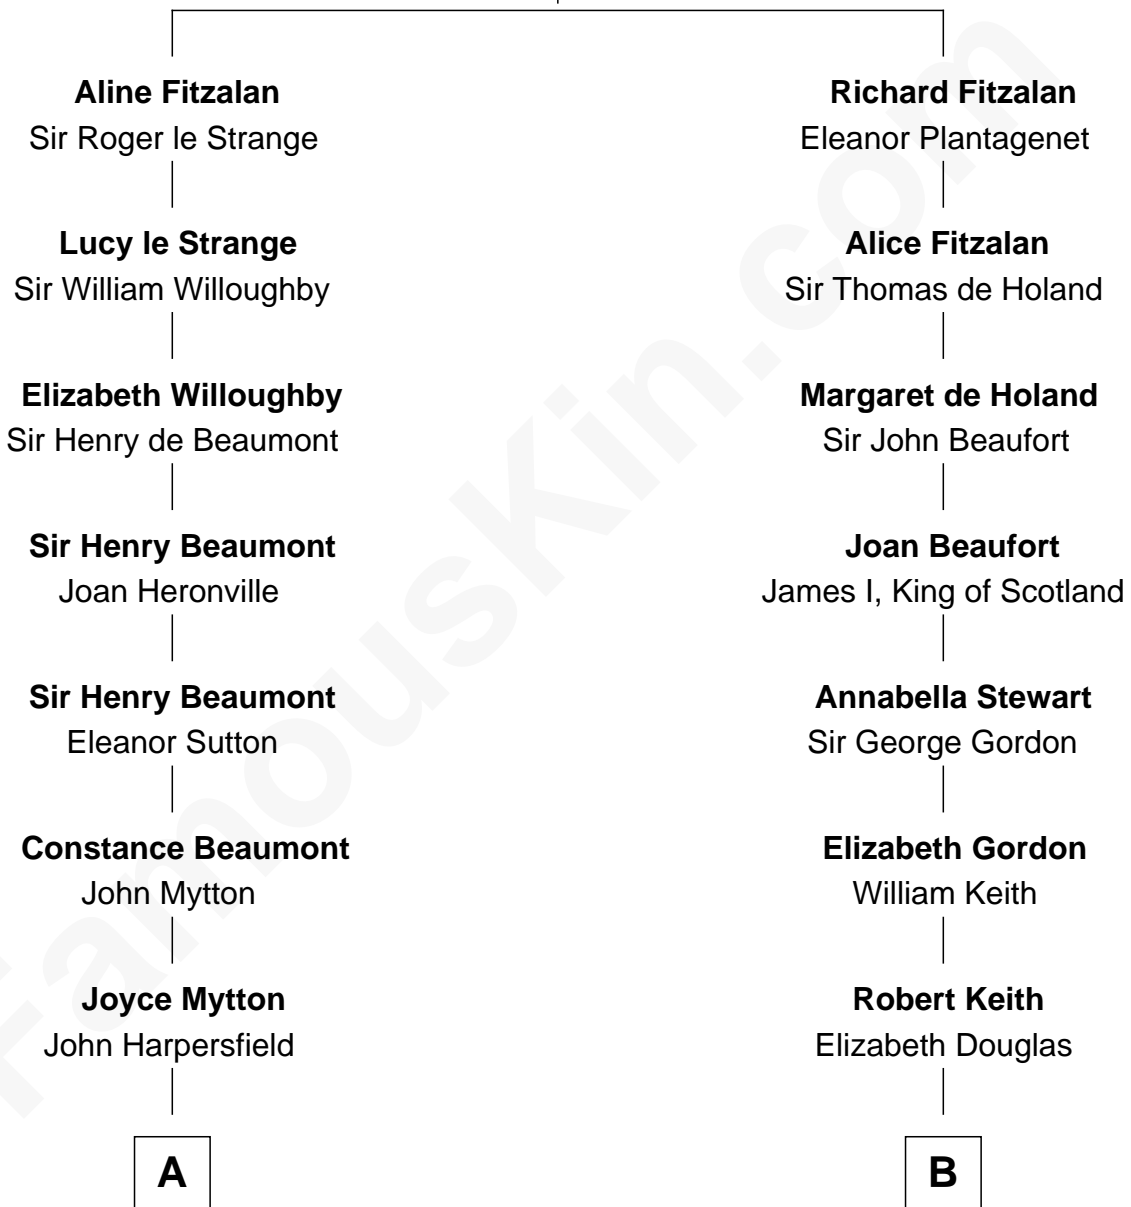 Aline Fitzalan
Sir Roger le Strange
Lucy le Strange
Sir William Willoughby
Elizabeth Willoughby
Sir Henry de Beaumont
Sir Henry Beaumont
Joan Heronville
Sir Henry Beaumont
Eleanor Sutton
Constance Beaumont
John Mytton
Joyce Mytton
John Harpersfield
A
Richard Fitzalan
Eleanor Plantagenet
Alice Fitzalan
Sir Thomas de Holand
Margaret de Holand
Sir John Beaufort
Joan Beaufort
James I, King of Scotland
Annabella Stewart
Sir George Gordon
Elizabeth Gordon
William Keith
Robert Keith
Elizabeth Douglas
B
FamousKin.com